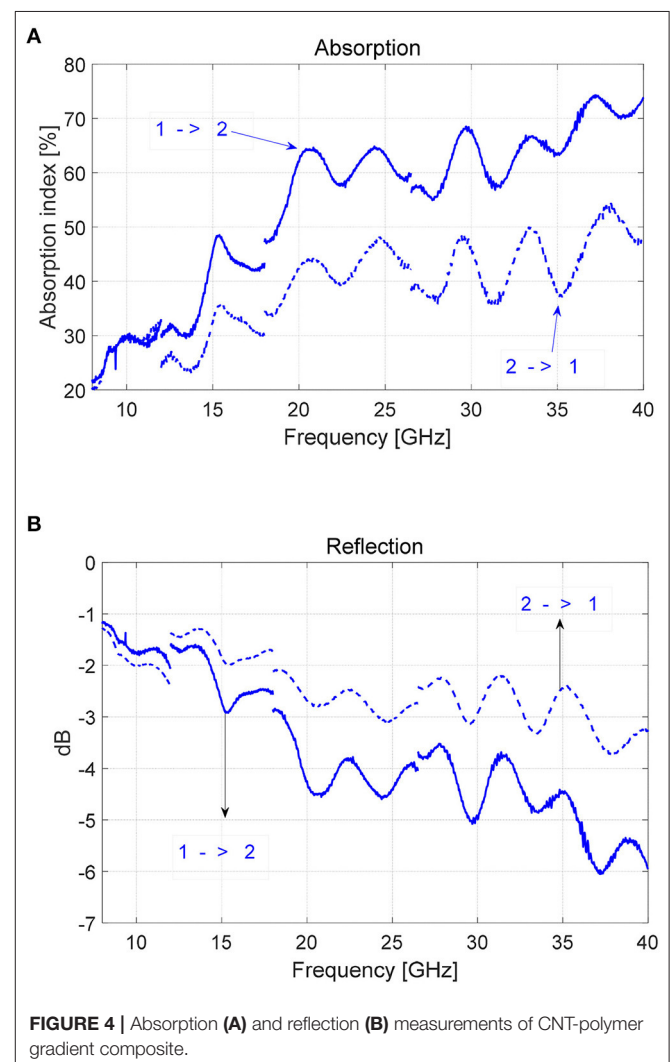 A
Absorption
Absorption index [%]
80
70
60
50
40
30
20
1 - > 2
2 - > 1
10
15
20
25
30
35
40
Frequency [GHz]
B
Reflection
dB
0
-1
-2
-3
-4
-5
-6
-7
2 - > 1
1 - > 2
10
15
20
25
30
35
40
Frequency [GHz]
FIGURE 4 | Absorption (A) and reflection (B) measurements of CNT-polymer
gradient composite.